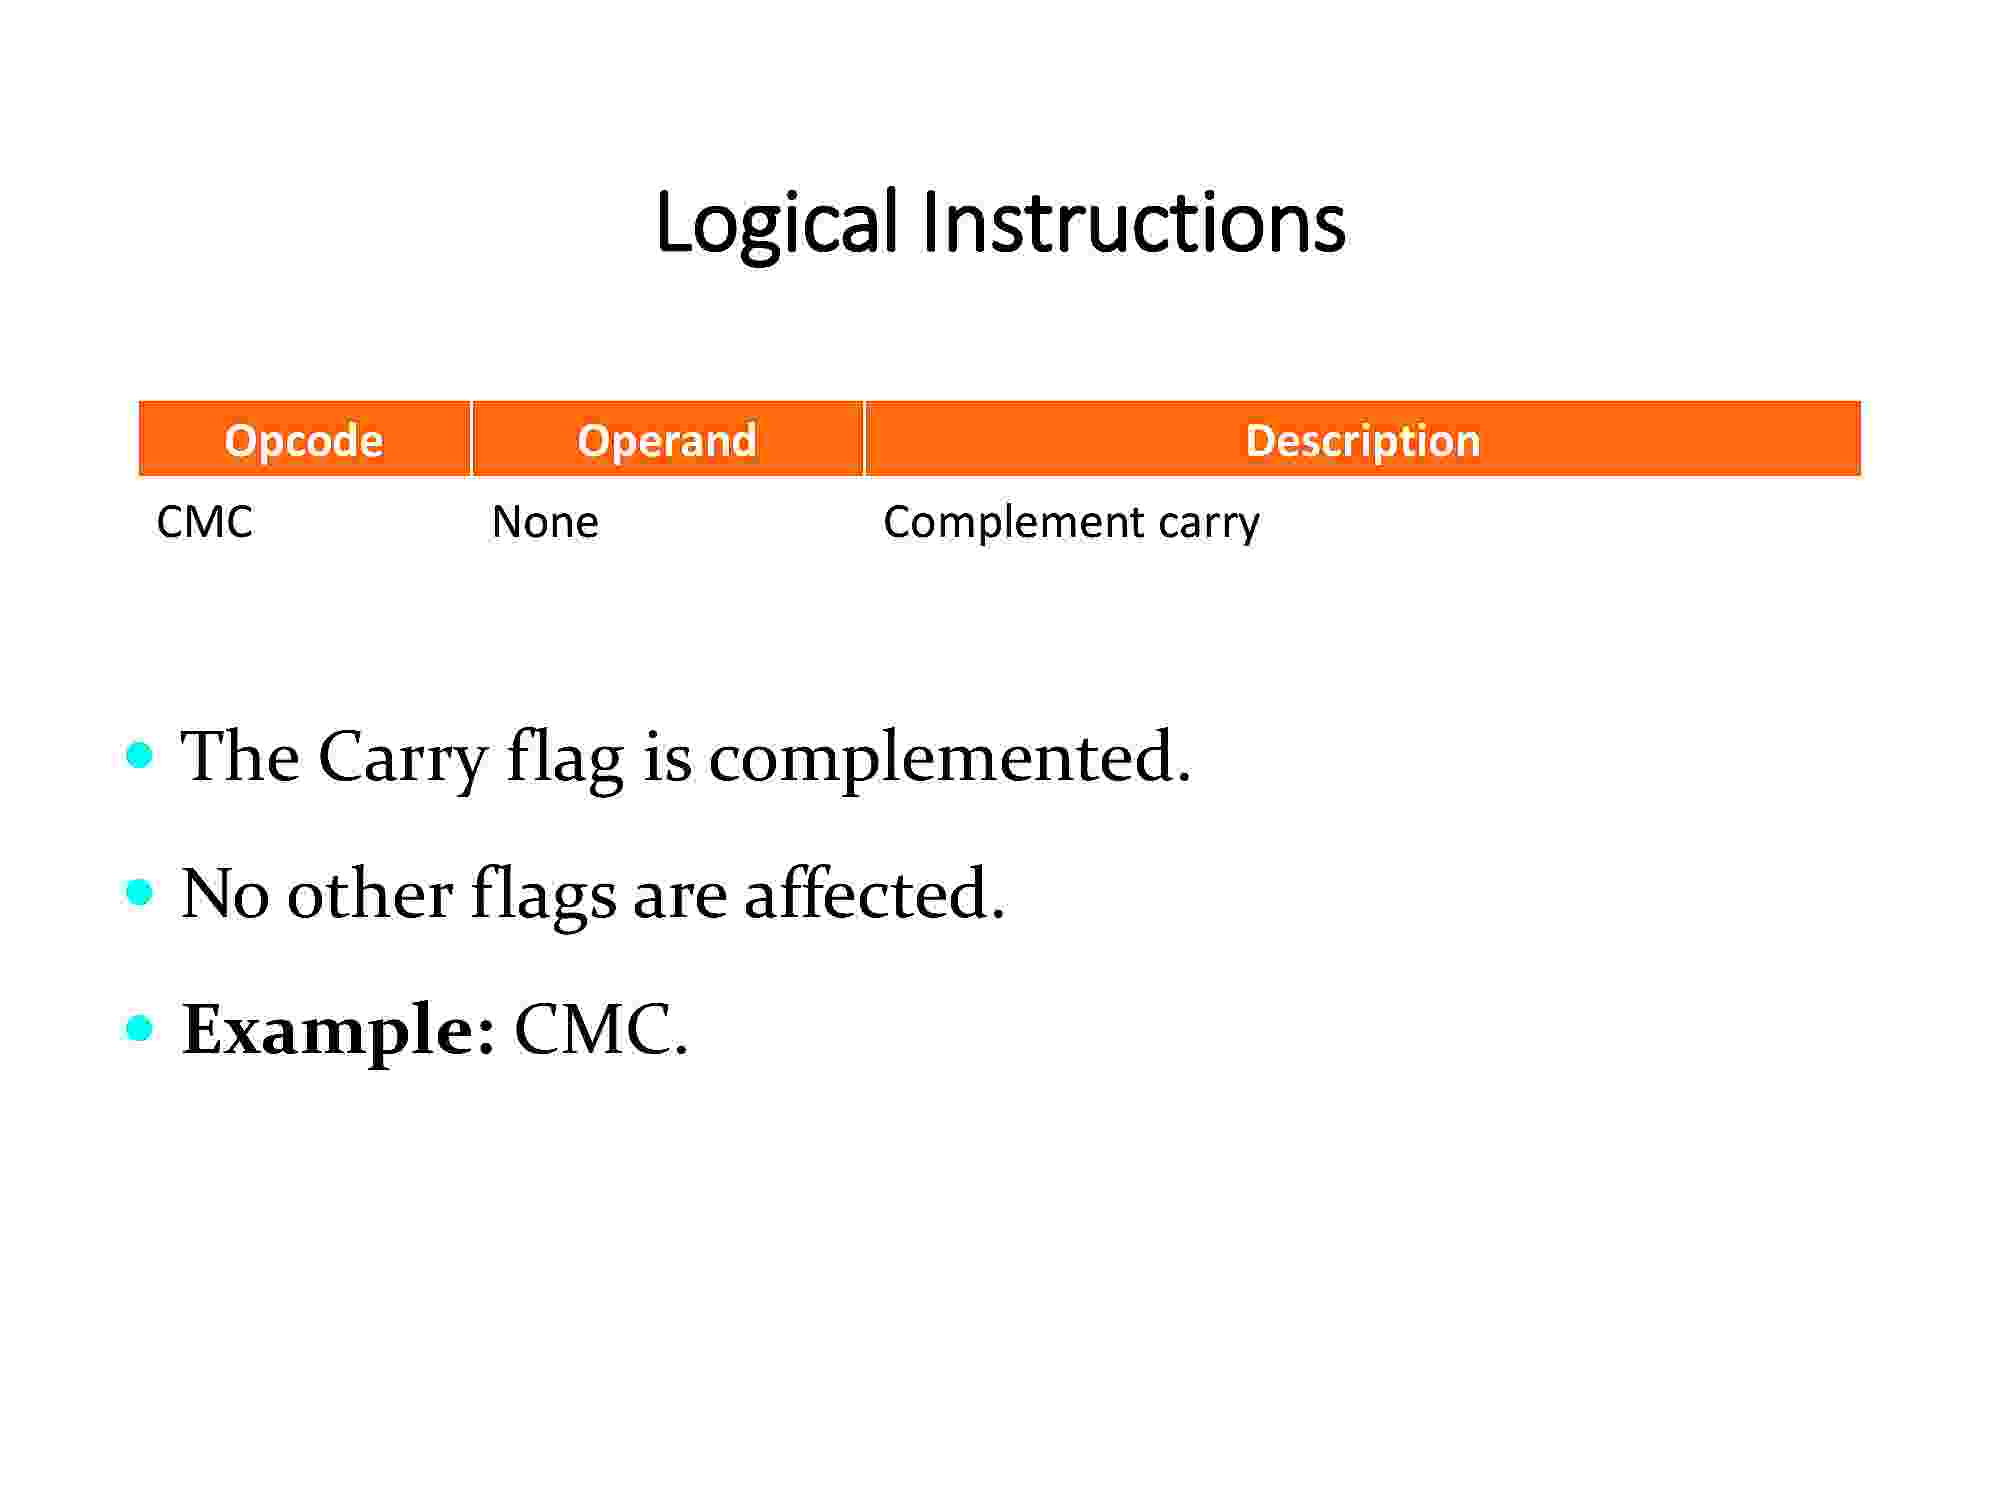 Logical Instructions
Opcode Operand Description
CMC None Complement carry
• The Carry flag is complemented.
• No other flags are affected.
• Example: CMC.